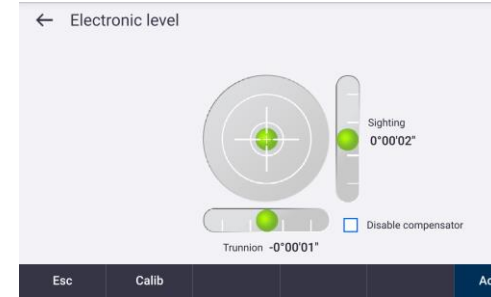 Electronic level
Sighting
0°00'02"
Disable compensator
Trunnion -0°00'01"
Esc Calib